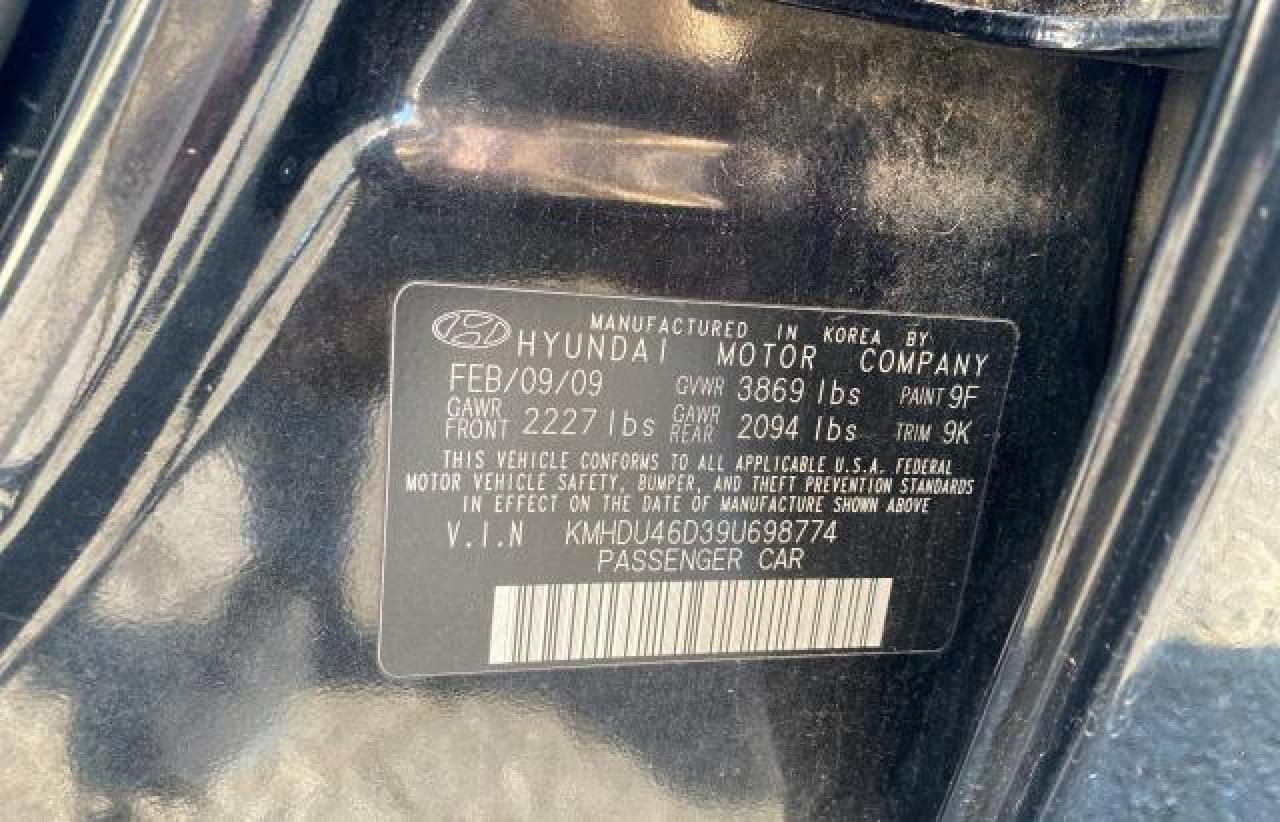 MANUFACTURED IN KOREA BY
HYUNDAI MOTOR COMPANY
FEB/09/09 GVWR 3869 lbs PAINT 9F
GAWR FRONT 2227 lbs GAWR REAR 2094 lbs TRIM 9K
THIS VEHICLE CONFORMS TO ALL APPLICABLE U.S.A. FEDERAL
MOTOR VEHICLE SAFETY, BUMPER, AND THEFT PREVENTION STANDARDS
IN EFFECT ON THE DATE OF MANUFACTURE SHOWN ABOVE
V.I.N KMHDU46D39U698774
PASSENGER CAR